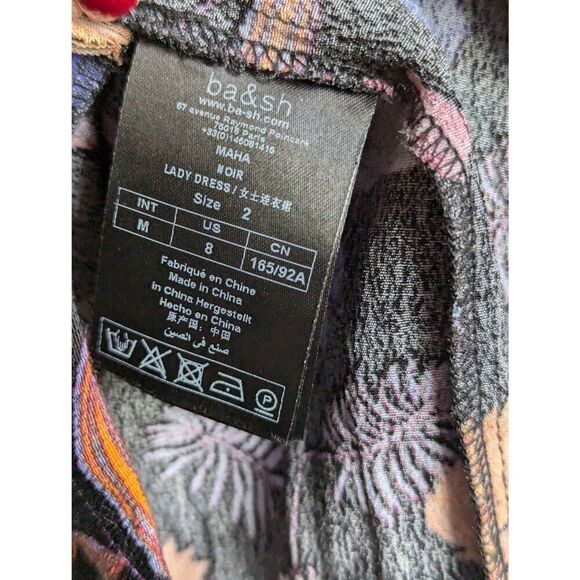 ba&sh
www.ba-sh.com
67 avenue Raymond Poincaré
75016 Paris
+33(0)146081415
MAHA
NOIR
LADY DRESS / 女士连衣裙
Size 2
INT US CN
M 8 165/92A
Fabriqué en Chine
Made in China
In China Hergestellt
Hecho en China
原产国：中国
صنع في الصين
P